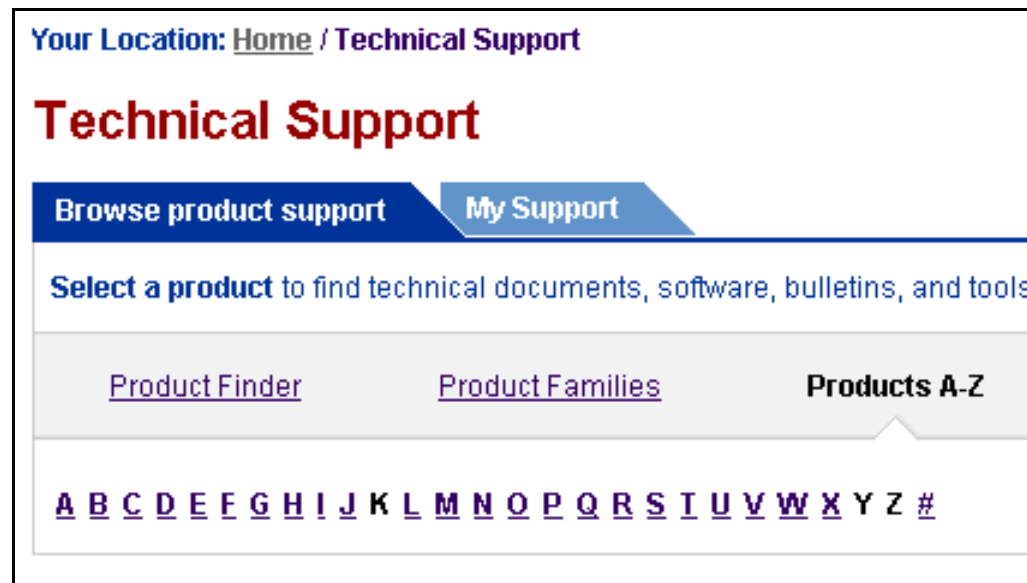 Your Location: Home / Technical Support
Technical Support
Browse product support My Support
Select a product to find technical documents, software, bulletins, and tools
Product Finder Product Families Products A-Z
A B C D E F G H I J K L M N O P Q R S T U V W X Y Z #